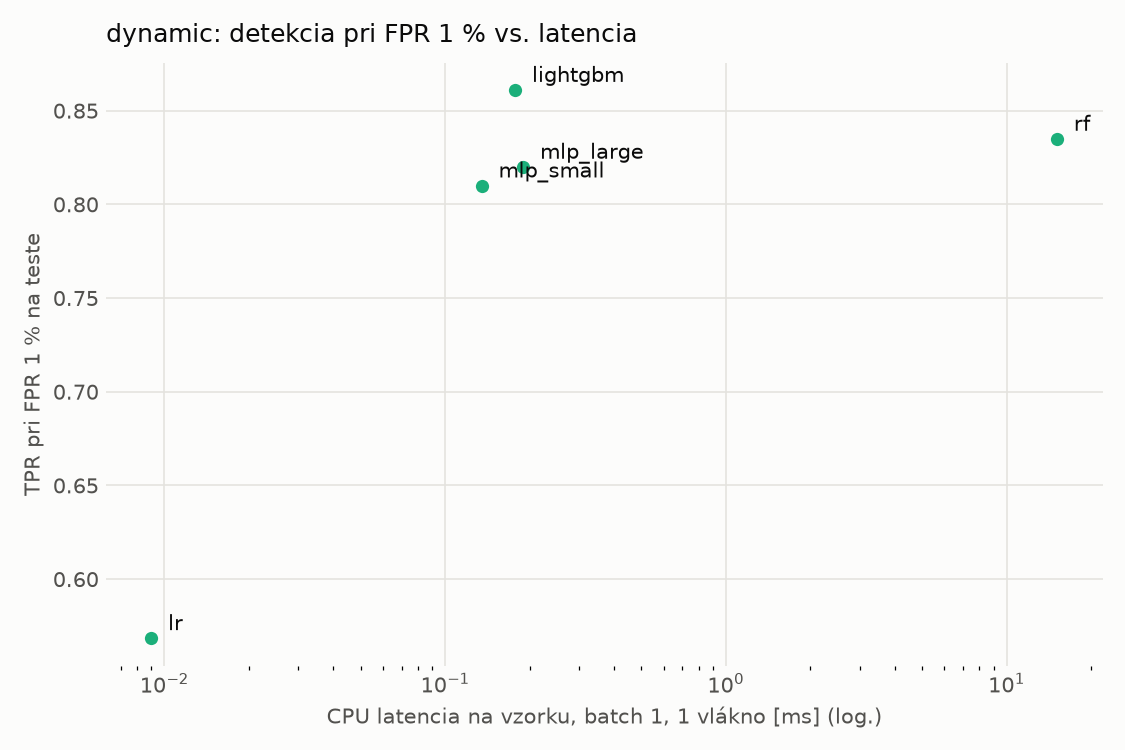 dynamic: detekcia pri FPR 1 % vs. latencia
lightgbm
rf
mlp_large
mlp_small
lr
0.85
0.80
0.75
0.70
0.65
0.60
TPR pri FPR 1 % na teste
10⁻² 10⁻¹ 10⁰ 10¹
CPU latencia na vzorku, batch 1, 1 vlákno [ms] (log.)